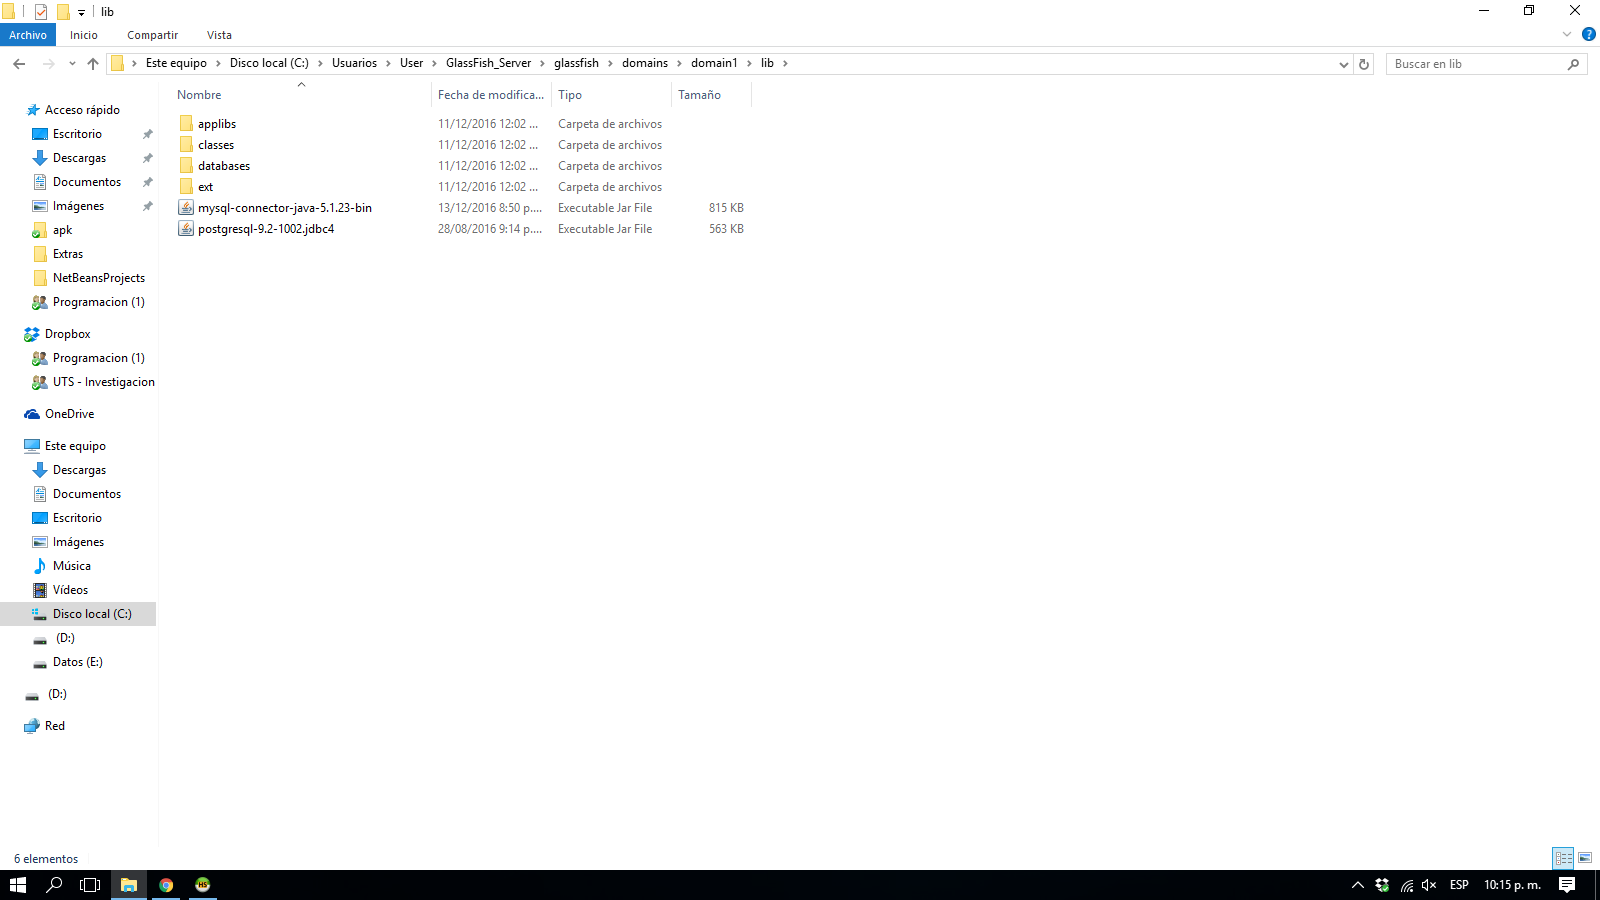 lib
Archivo Inicio Compartir Vista
Este equipo Disco local (C:) Usuarios User GlassFish_Server glassfish domains domain1 lib
Buscar en lib
Nombre Fecha de modifica... Tipo Tamaño
applibs 11/12/2016 12:02 ... Carpeta de archivos
classes 11/12/2016 12:02 ... Carpeta de archivos
databases 11/12/2016 12:02 ... Carpeta de archivos
ext 11/12/2016 12:02 ... Carpeta de archivos
mysql-connector-java-5.1.23-bin 13/12/2016 8:50 p.... Executable Jar File 815 KB
postgresql-9.2-1002.jdbc4 28/08/2016 9:14 p.... Executable Jar File 563 KB
Acceso rápido
Escritorio
Descargas
Documentos
Imágenes
apk
Extras
NetBeansProjects
Programacion (1)
Dropbox
Programacion (1)
UTS - Investigacion
OneDrive
Este equipo
Descargas
Documentos
Escritorio
Imágenes
Música
Vídeos
Disco local (C:)
(D:)
Datos (E:)
(D:)
Red
6 elementos
HS
ESP 10:15 p. m.